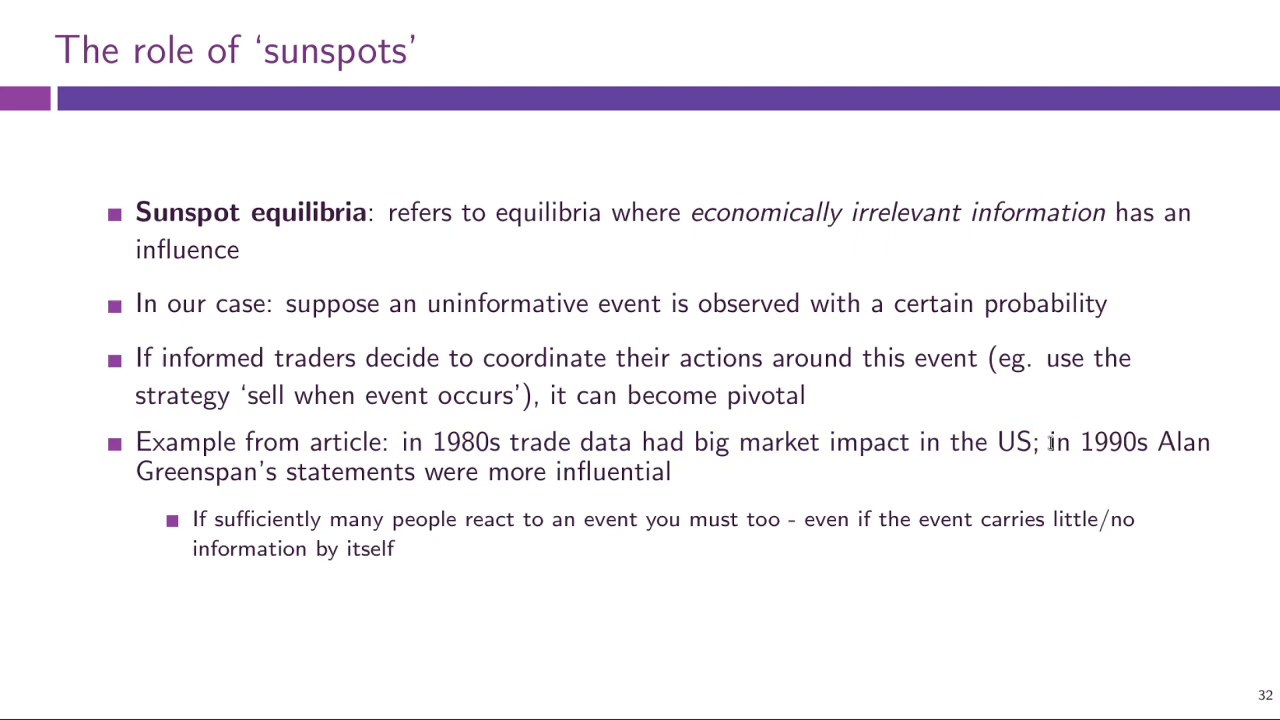 The role of ‘sunspots’
Sunspot equilibria: refers to equilibria where economically irrelevant information has an
influence
In our case: suppose an uninformative event is observed with a certain probability
If informed traders decide to coordinate their actions around this event (eg. use the
strategy ‘sell when event occurs’), it can become pivotal
Example from article: in 1980s trade data had big market impact in the US; in 1990s Alan
Greenspan’s statements were more influential
If sufficiently many people react to an event you must too - even if the event carries little/no
information by itself
32